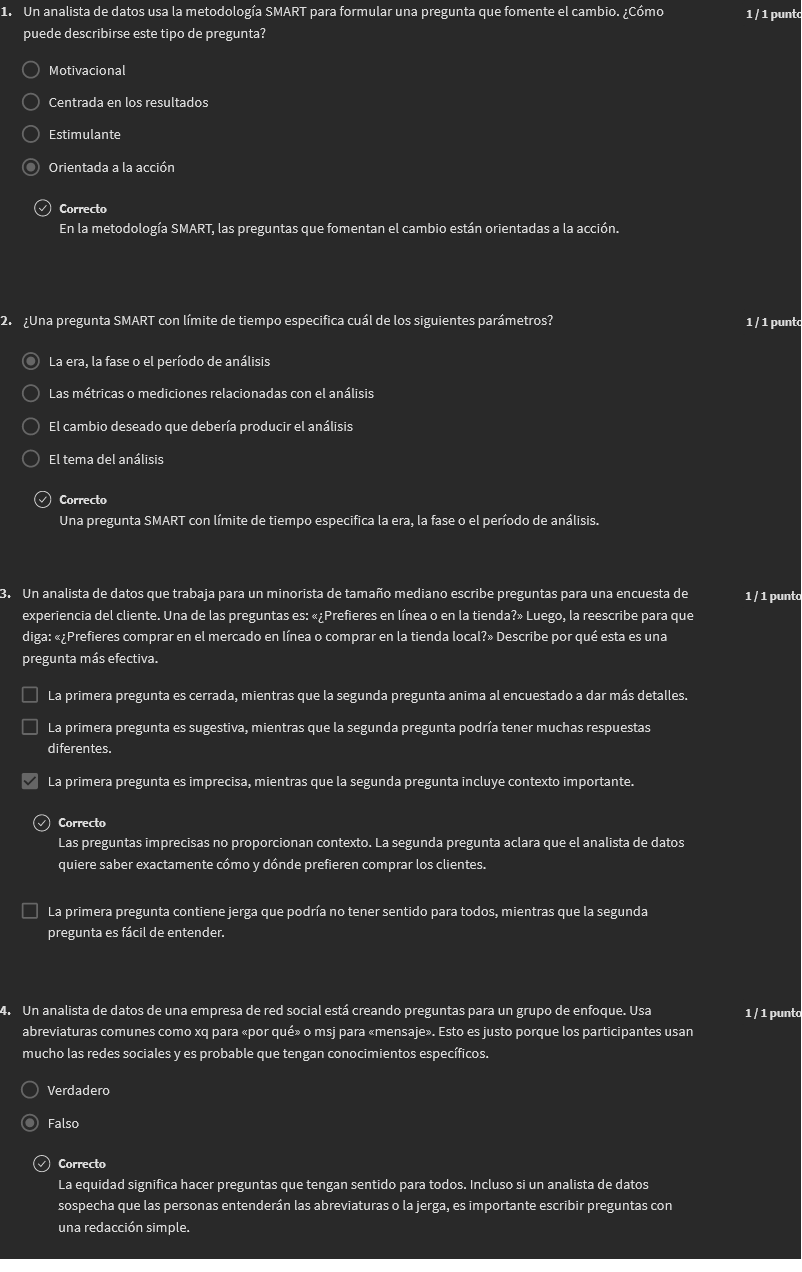 1. Un analista de datos usa la metodología SMART para formular una pregunta que fomente el cambio. ¿Cómo 1 / 1 punto
puede describirse este tipo de pregunta?
Motivacional
Centrada en los resultados
Estimulante
Orientada a la acción
Correcto
En la metodología SMART, las preguntas que fomentan el cambio están orientadas a la acción.
2. ¿Una pregunta SMART con límite de tiempo especifica cuál de los siguientes parámetros? 1 / 1 punto
La era, la fase o el período de análisis
Las métricas o mediciones relacionadas con el análisis
El cambio deseado que debería producir el análisis
El tema del análisis
Correcto
Una pregunta SMART con límite de tiempo especifica la era, la fase o el período de análisis.
3. Un analista de datos que trabaja para un minorista de tamaño mediano escribe preguntas para una encuesta de 1 / 1 punto
experiencia del cliente. Una de las preguntas es: «¿Prefieres en línea o en la tienda?» Luego, la reescribe para que
diga: «¿Prefieres comprar en el mercado en línea o comprar en la tienda local?» Describe por qué esta es una
pregunta más efectiva.
La primera pregunta es cerrada, mientras que la segunda pregunta anima al encuestado a dar más detalles.
La primera pregunta es sugestiva, mientras que la segunda pregunta podría tener muchas respuestas
diferentes.
La primera pregunta es imprecisa, mientras que la segunda pregunta incluye contexto importante.
Correcto
Las preguntas imprecisas no proporcionan contexto. La segunda pregunta aclara que el analista de datos
quiere saber exactamente cómo y dónde prefieren comprar los clientes.
La primera pregunta contiene jerga que podría no tener sentido para todos, mientras que la segunda
pregunta es fácil de entender.
4. Un analista de datos de una empresa de red social está creando preguntas para un grupo de enfoque. Usa 1 / 1 punto
abreviaturas comunes como xq para «por qué» o msj para «mensaje». Esto es justo porque los participantes usan
mucho las redes sociales y es probable que tengan conocimientos específicos.
Verdadero
Falso
Correcto
La equidad significa hacer preguntas que tengan sentido para todos. Incluso si un analista de datos
sospecha que las personas entenderán las abreviaturas o la jerga, es importante escribir preguntas con
una redacción simple.